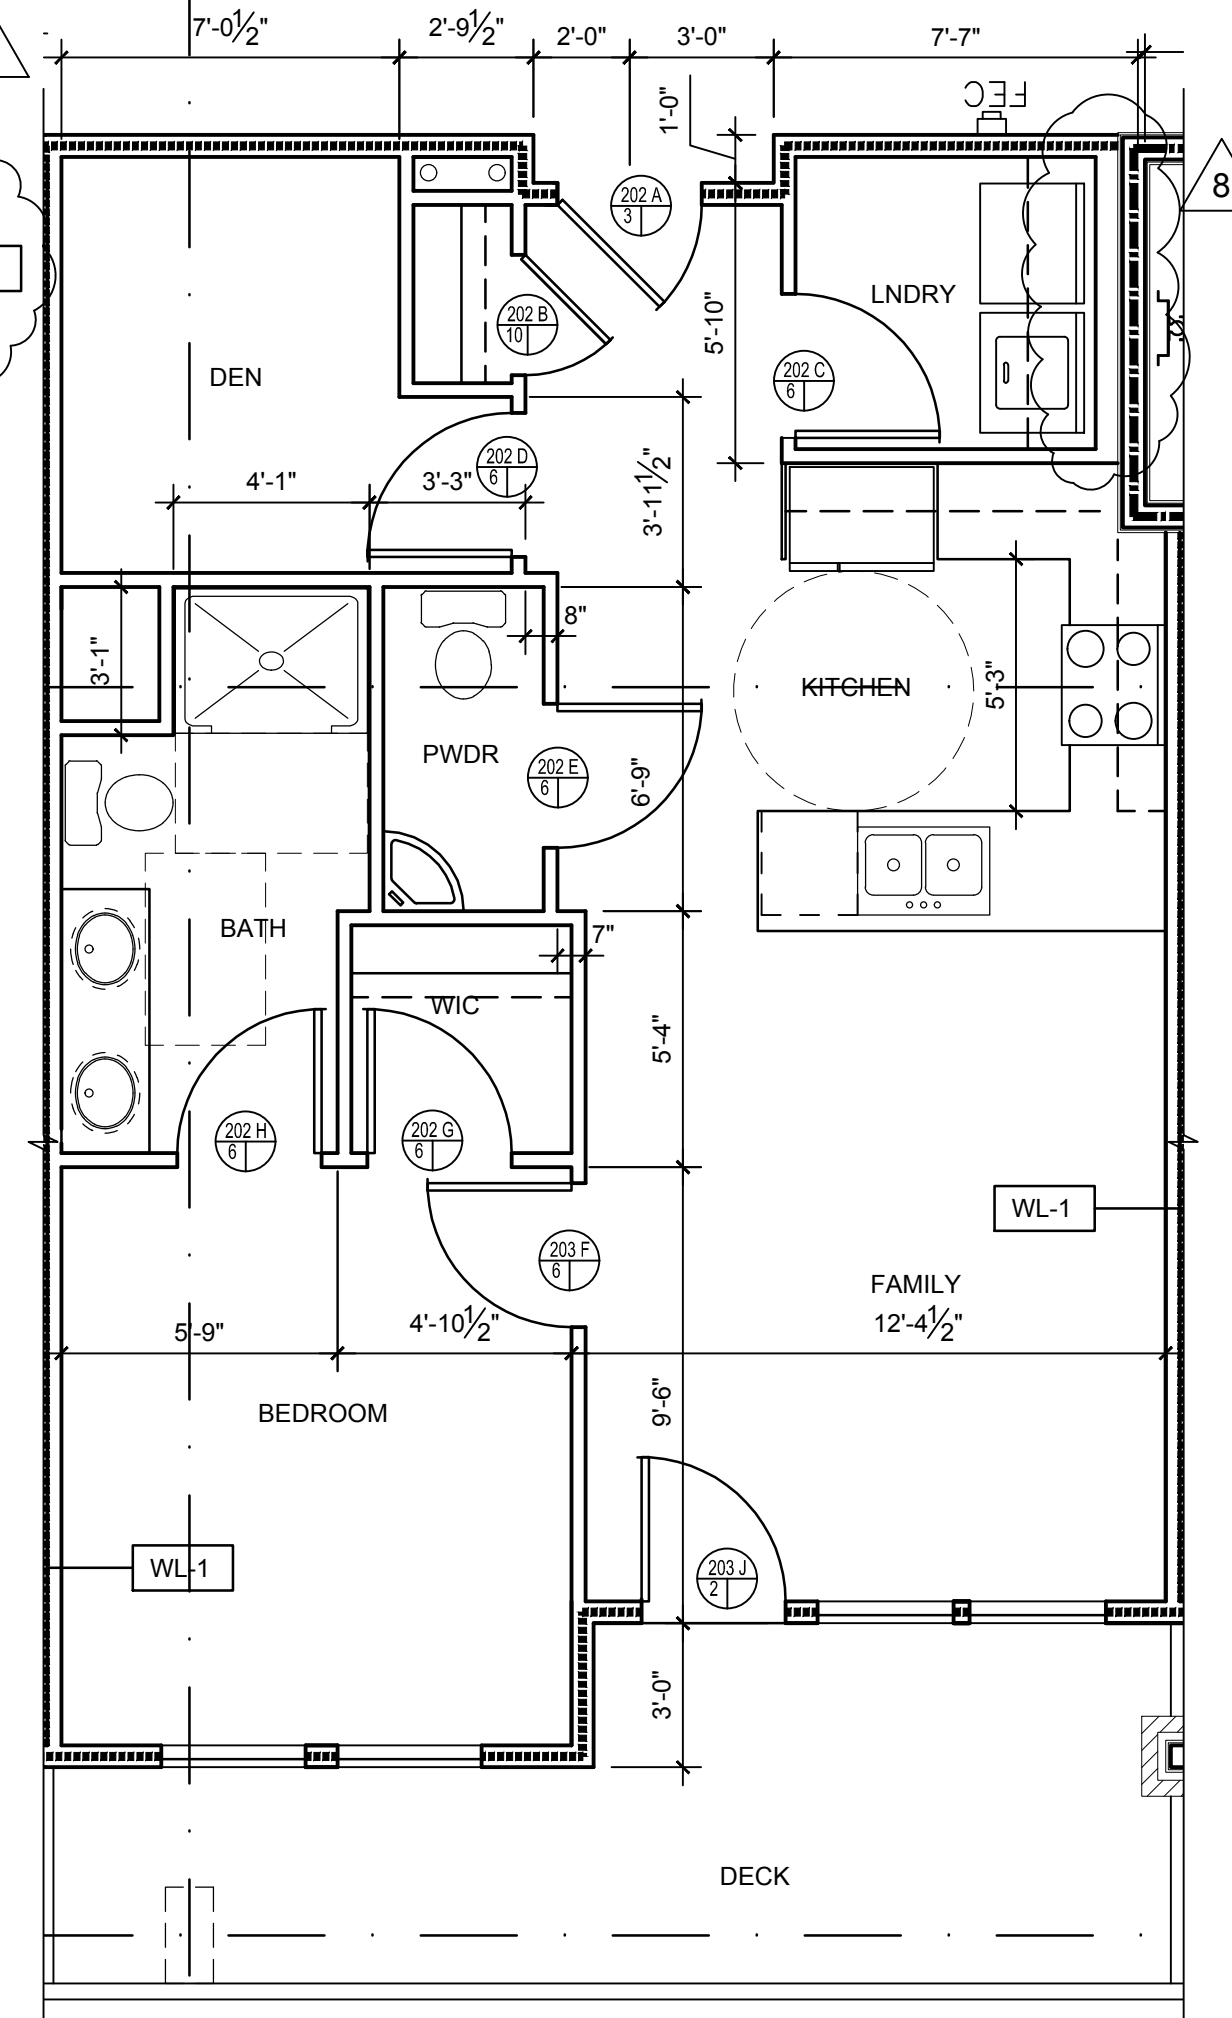 7'-0½"
2'-9½"
2'-0"
3'-0"
7'-7"
1'-0"
FEC
8
202 A
3
LNDRY
5'-10"
202 B
10
DEN
202 C
6
202 D
6
4'-1"
3'-3"
3'-11½"
8"
3'-1"
KITCHEN
5'-3"
PWDR
202 E
6
6'-9"
BATH
7"
WIC
5'-4"
202 H
6
202 G
6
WL-1
203 F
6
FAMILY
12'-4½"
5'-9"
4'-10½"
9'-6"
BEDROOM
WL-1
203 J
2
3'-0"
DECK